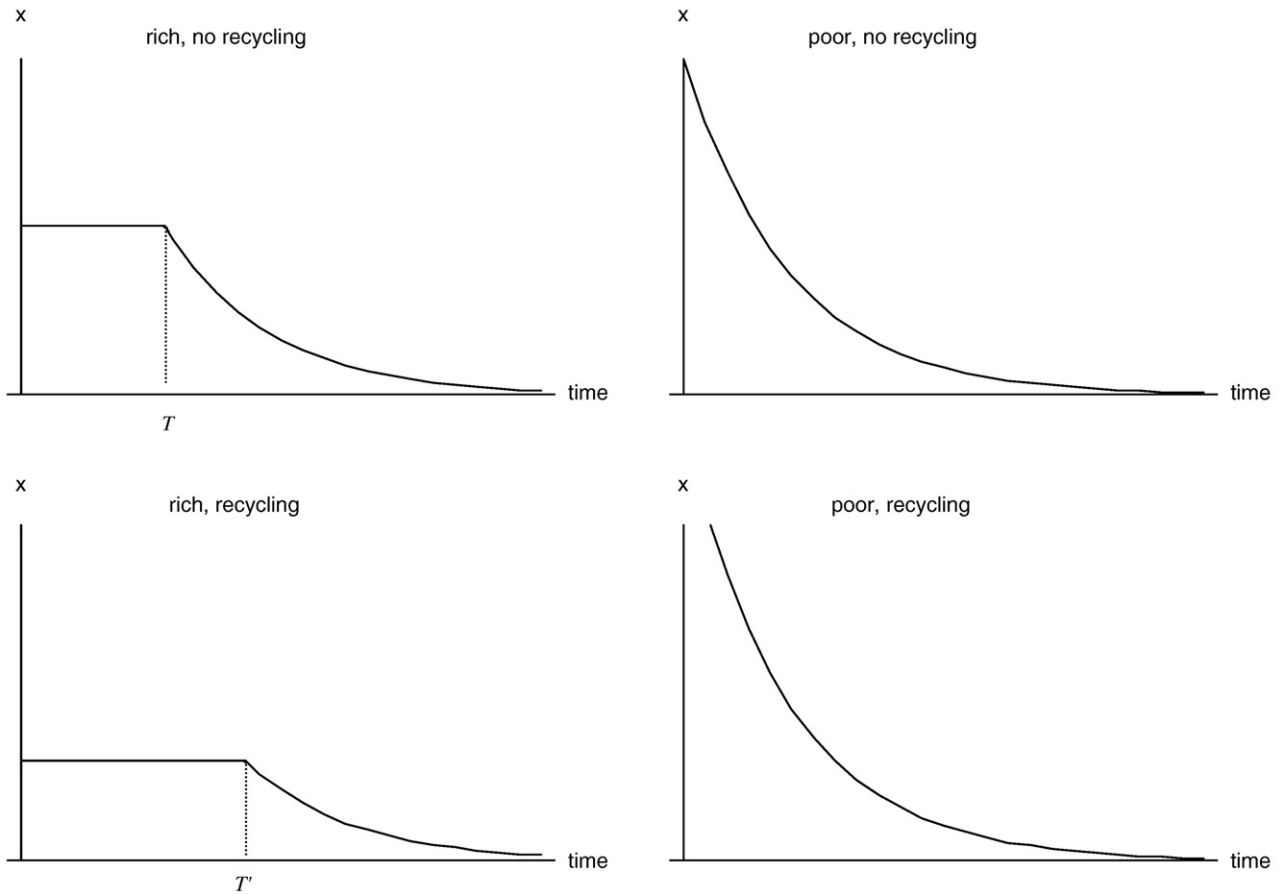 x
rich, no recycling
time
T
x
poor, no recycling
time
x
rich, recycling
time
T'
x
poor, recycling
time